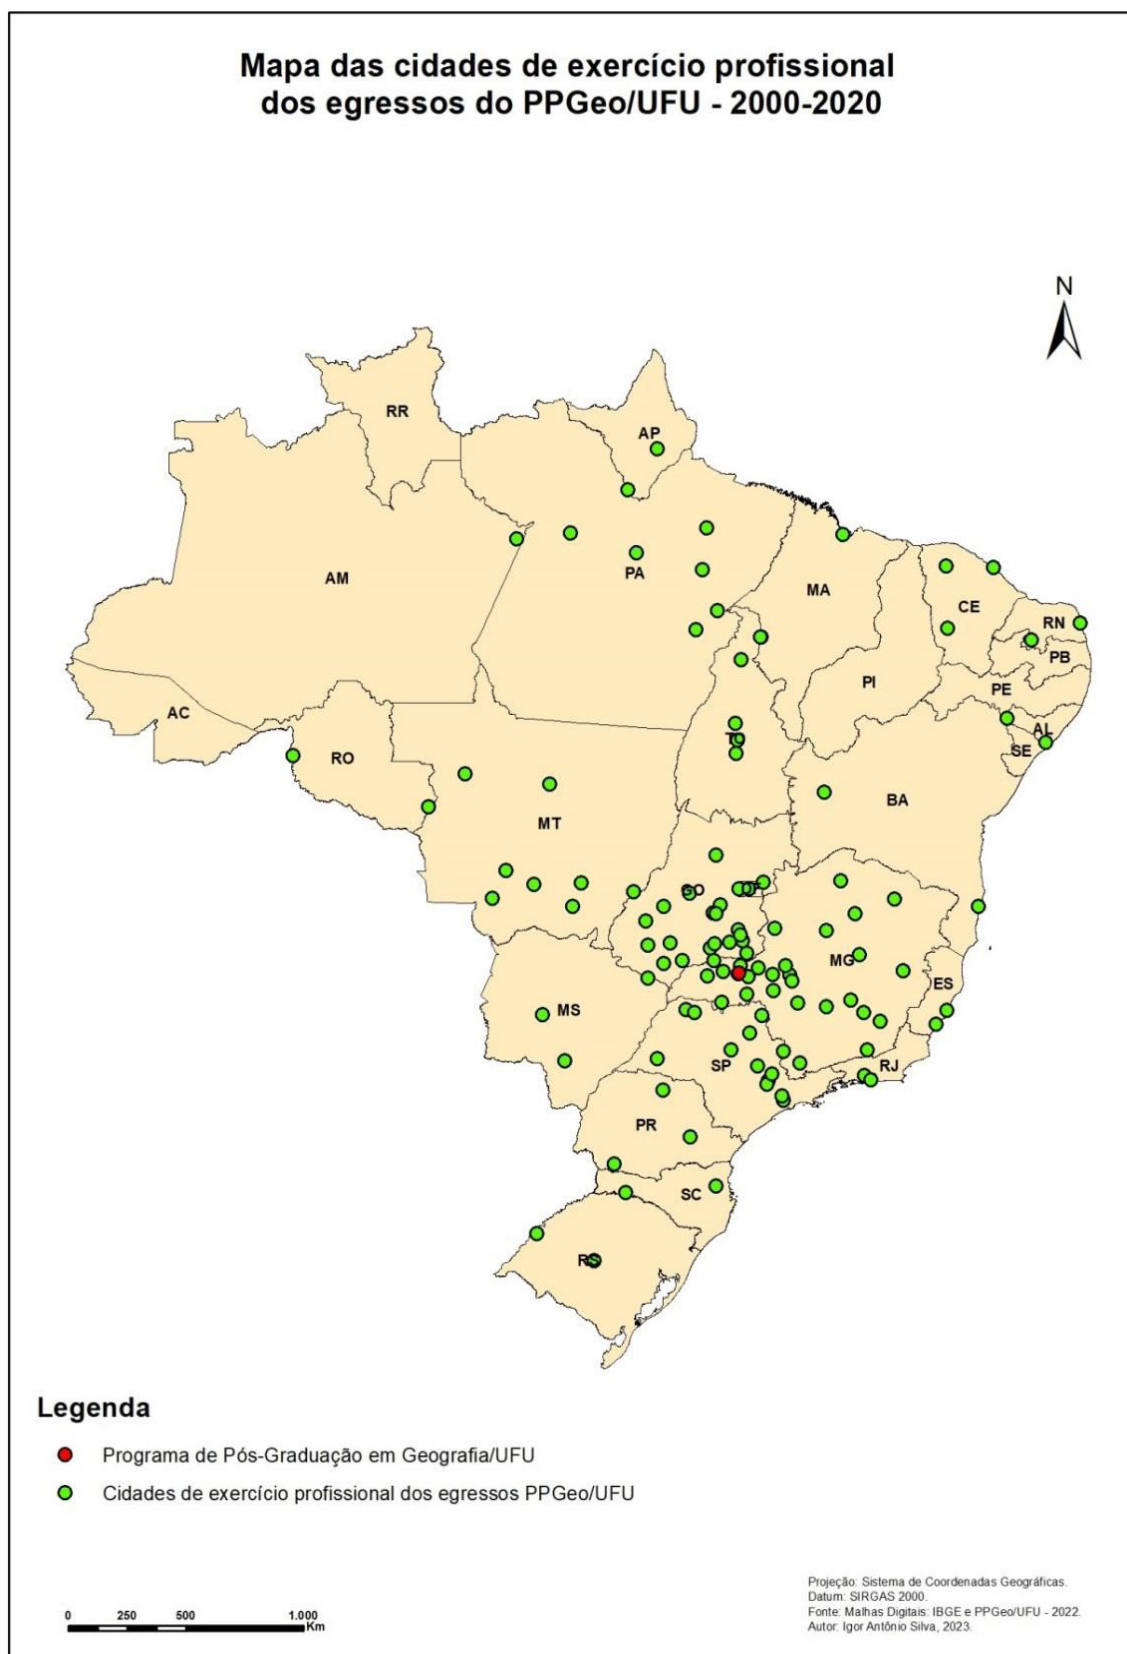 Mapa das cidades de exercício profissional
dos egressos do PPGeo/UFU - 2000-2020
N
RR
AP
AM
PA
MA
CE
RN
PB
PI
PE
AC
AL
TO
SE
RO
BA
MT
GO
DF
MG
ES
MS
SP
RJ
PR
SC
RS
Legenda
Programa de Pós-Graduação em Geografia/UFU
Cidades de exercício profissional dos egressos PPGeo/UFU
0 250 500 1.000
Km
Projeção: Sistema de Coordenadas Geográficas.
Datum: SIRGAS 2000.
Fonte: Malhas Digitais: IBGE e PPGeo/UFU - 2022.
Autor: Igor Antônio Silva, 2023.